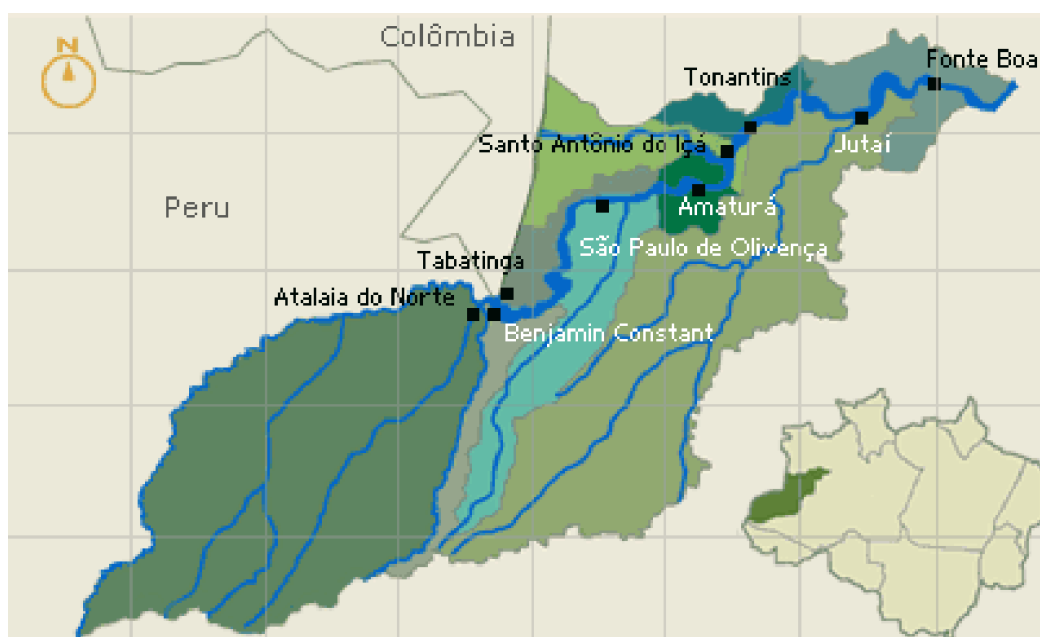 N
Colômbia
Fonte Boa
Tonantins
Santo Antônio do Içá
Jutaí
Peru
Amaturá
São Paulo de Olivença
Tabatinga
Atalaia do Norte
Benjamin Constant